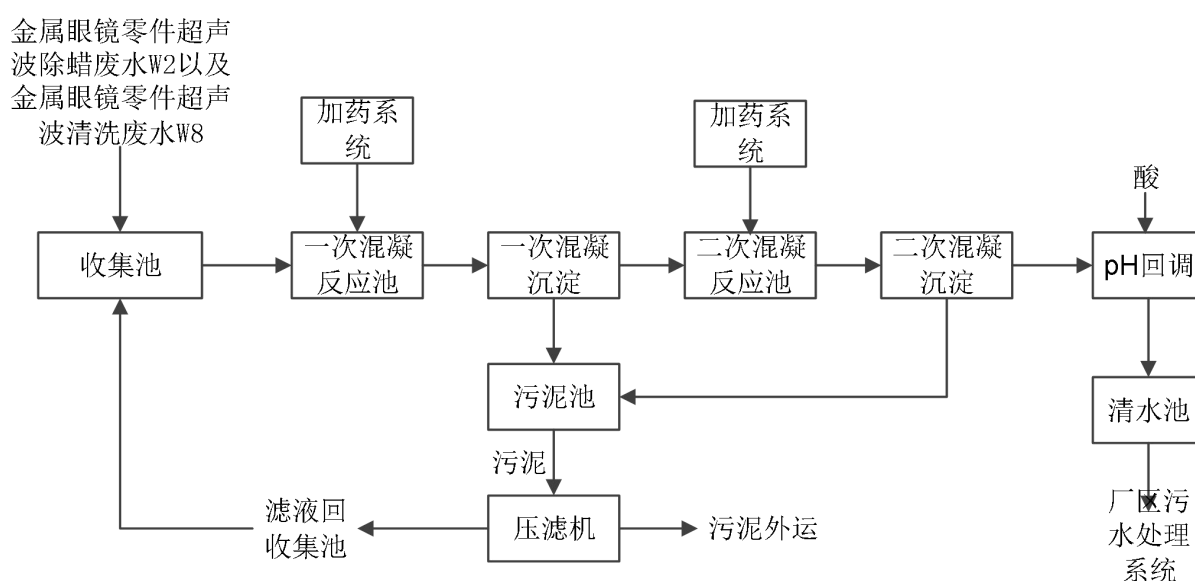 金属眼镜零件超声
波除蜡废水W2以及
金属眼镜零件超声
波清洗废水W8
加药系
统
加药系
统
酸
收集池
一次混凝
反应池
一次混凝
沉淀
二次混凝
反应池
二次混凝
沉淀
pH回调
污泥池
清水池
污泥
滤液回
收集池
压滤机
污泥外运
厂区污
水处理
系统